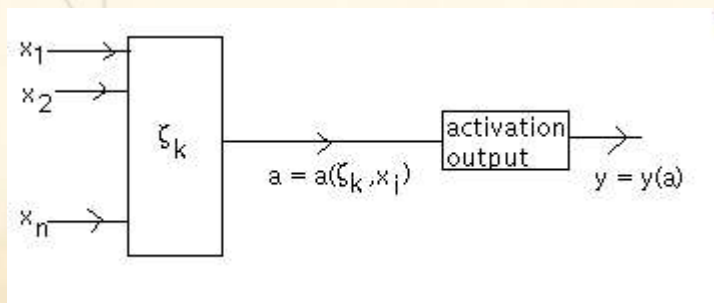 x₁
x₂
xₙ
ζₖ
a = a(ζₖ,xᵢ)
activation
output
y = y(a)